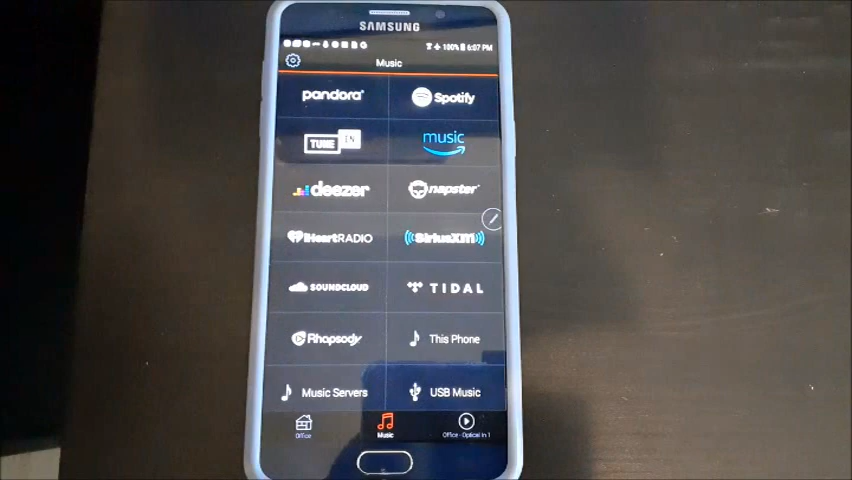 SAMSUNG
100% 6:07 PM
Music
pandora
Spotify
TUNE IN
music
deezer
napster
iHeartRADIO
SiriusXM
SOUNDCLOUD
TIDAL
Rhapsody
This Phone
Music Servers
USB Music
Office
Music
Office - Optical In 1